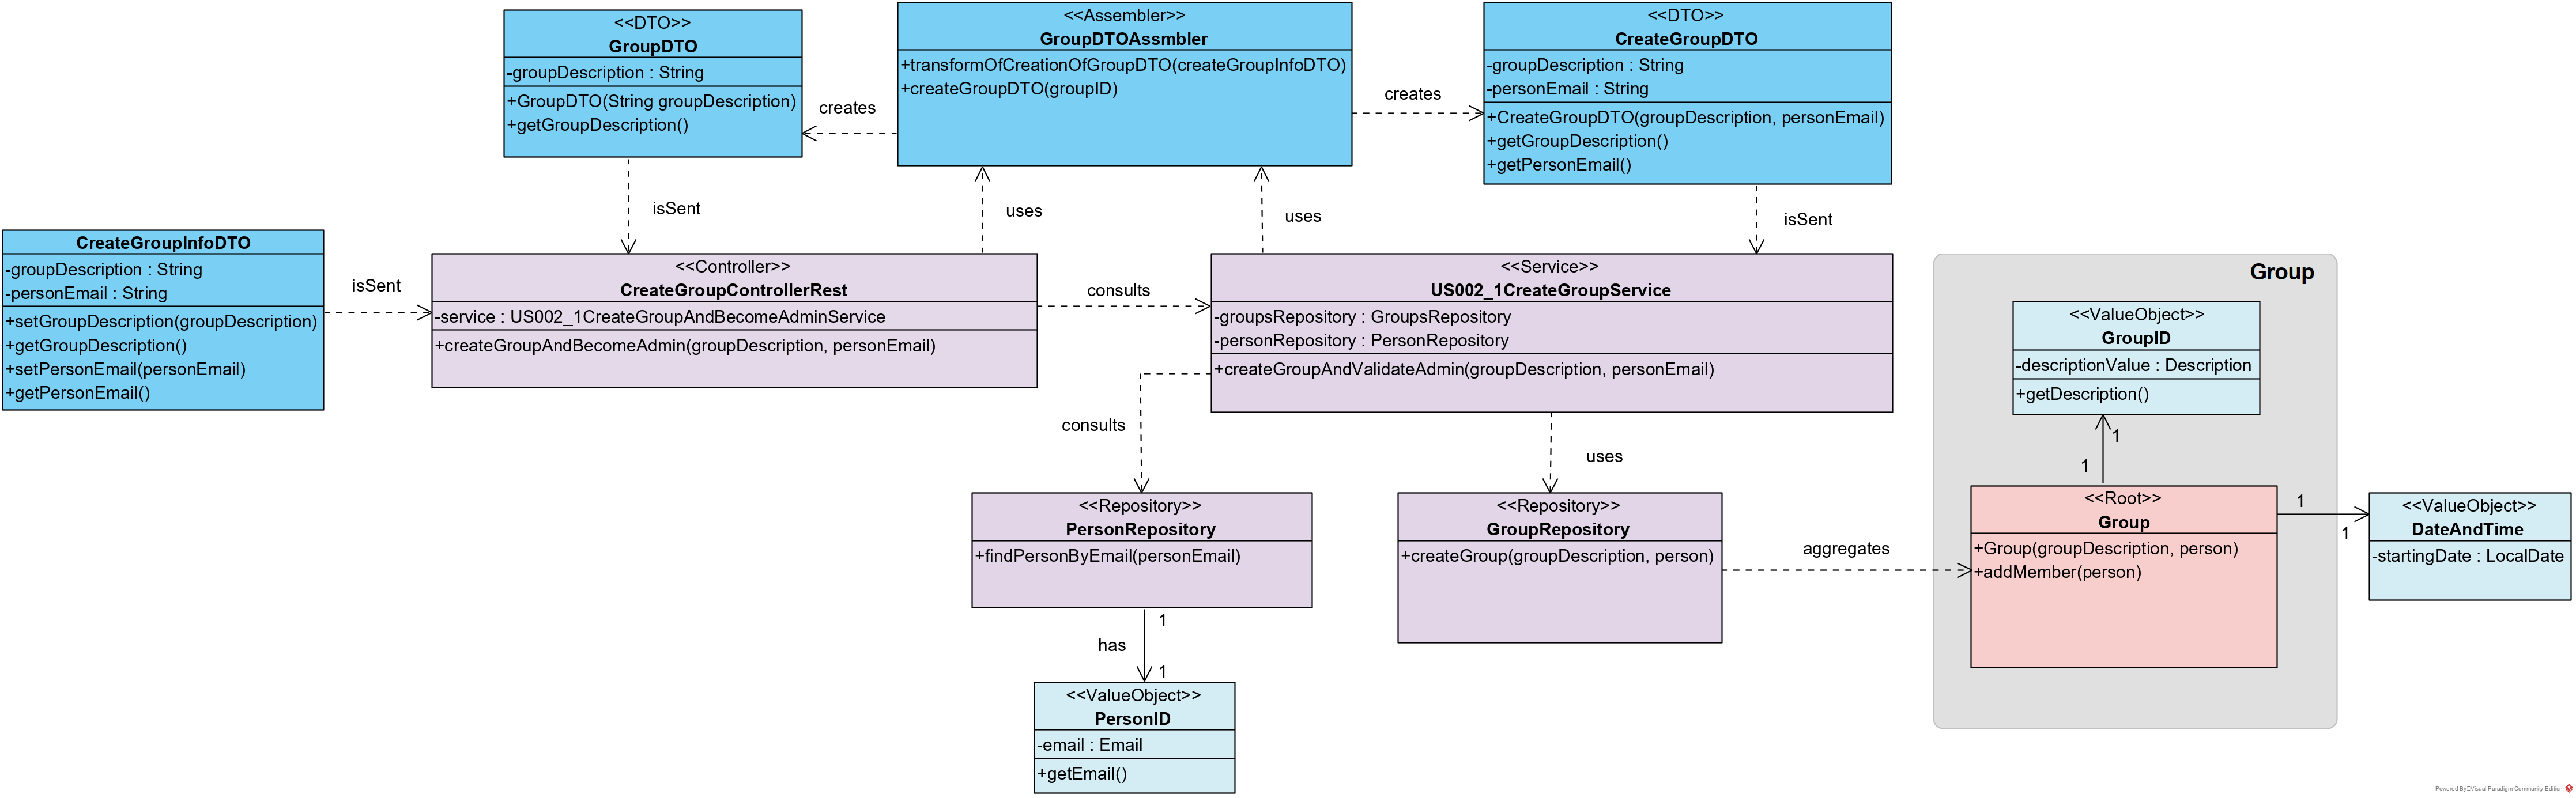 <<DTO>>
GroupDTO
-groupDescription : String
+GroupDTO(String groupDescription)
+getGroupDescription()
creates
<<Assembler>>
GroupDTOAssmbler
+transformOfCreationOfGroupDTO(createGroupInfoDTO)
+createGroupDTO(groupID)
creates
<<DTO>>
CreateGroupDTO
-groupDescription : String
-personEmail : String
+CreateGroupDTO(groupDescription, personEmail)
+getGroupDescription()
+getPersonEmail()
isSent
uses
uses
isSent
CreateGroupInfoDTO
-groupDescription : String
-personEmail : String
+setGroupDescription(groupDescription)
+getGroupDescription()
+setPersonEmail(personEmail)
+getPersonEmail()
isSent
<<Controller>>
CreateGroupControllerRest
-service : US002_1CreateGroupAndBecomeAdminService
+createGroupAndBecomeAdmin(groupDescription, personEmail)
consults
<<Service>>
US002_1CreateGroupService
-groupsRepository : GroupsRepository
-personRepository : PersonRepository
+createGroupAndValidateAdmin(groupDescription, personEmail)
Group
<<ValueObject>>
GroupID
-descriptionValue : Description
+getDescription()
1
1
consults
uses
<<Repository>>
PersonRepository
+findPersonByEmail(personEmail)
<<Repository>>
GroupRepository
+createGroup(groupDescription, person)
aggregates
<<Root>>
Group
+Group(groupDescription, person)
+addMember(person)
1
1
<<ValueObject>>
DateAndTime
-startingDate : LocalDate
1
has
1
<<ValueObject>>
PersonID
-email : Email
+getEmail()
Powered By Visual Paradigm Community Edition